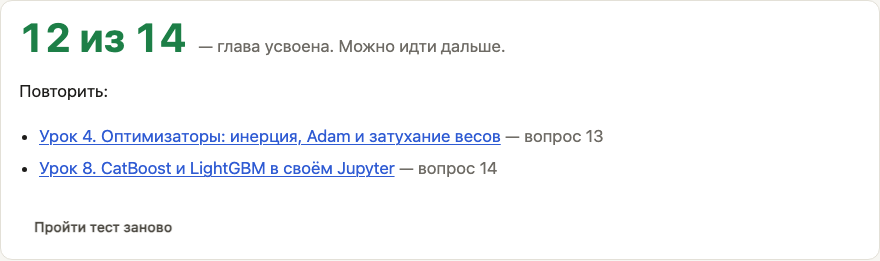 12 из 14 — глава усвоена. Можно идти дальше.
Повторить:
• Урок 4. Оптимизаторы: инерция, Adam и затухание весов — вопрос 13
• Урок 8. CatBoost и LightGBM в своём Jupyter — вопрос 14
Пройти тест заново